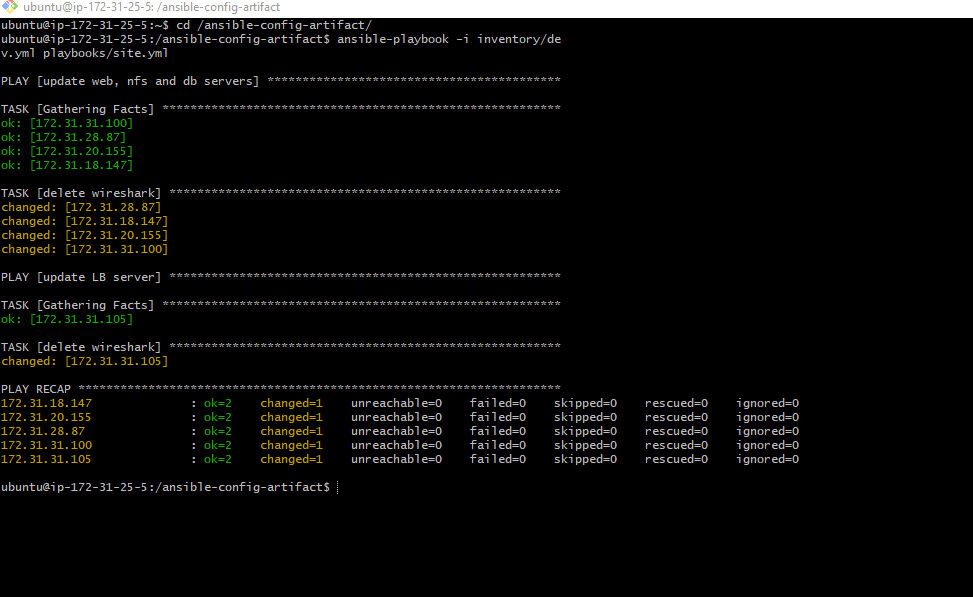 ubuntu@ip-172-31-25-5: /ansible-config-artifact
ubuntu@ip-172-31-25-5:~$ cd /ansible-config-artifact/
ubuntu@ip-172-31-25-5:/ansible-config-artifact$ ansible-playbook -i inventory/de
v.yml playbooks/site.yml
PLAY [update web, nfs and db servers] ******************************************
TASK [Gathering Facts] *********************************************************
ok: [172.31.31.100]
ok: [172.31.28.87]
ok: [172.31.20.155]
ok: [172.31.18.147]
TASK [delete wireshark] ********************************************************
changed: [172.31.28.87]
changed: [172.31.18.147]
changed: [172.31.20.155]
changed: [172.31.31.100]
PLAY [update LB server] ********************************************************
TASK [Gathering Facts] *********************************************************
ok: [172.31.31.105]
TASK [delete wireshark] ********************************************************
changed: [172.31.31.105]
PLAY RECAP *********************************************************************
172.31.18.147              : ok=2    changed=1    unreachable=0    failed=0    skipped=0    rescued=0    ignored=0
172.31.20.155              : ok=2    changed=1    unreachable=0    failed=0    skipped=0    rescued=0    ignored=0
172.31.28.87               : ok=2    changed=1    unreachable=0    failed=0    skipped=0    rescued=0    ignored=0
172.31.31.100              : ok=2    changed=1    unreachable=0    failed=0    skipped=0    rescued=0    ignored=0
172.31.31.105              : ok=2    changed=1    unreachable=0    failed=0    skipped=0    rescued=0    ignored=0
ubuntu@ip-172-31-25-5:/ansible-config-artifact$